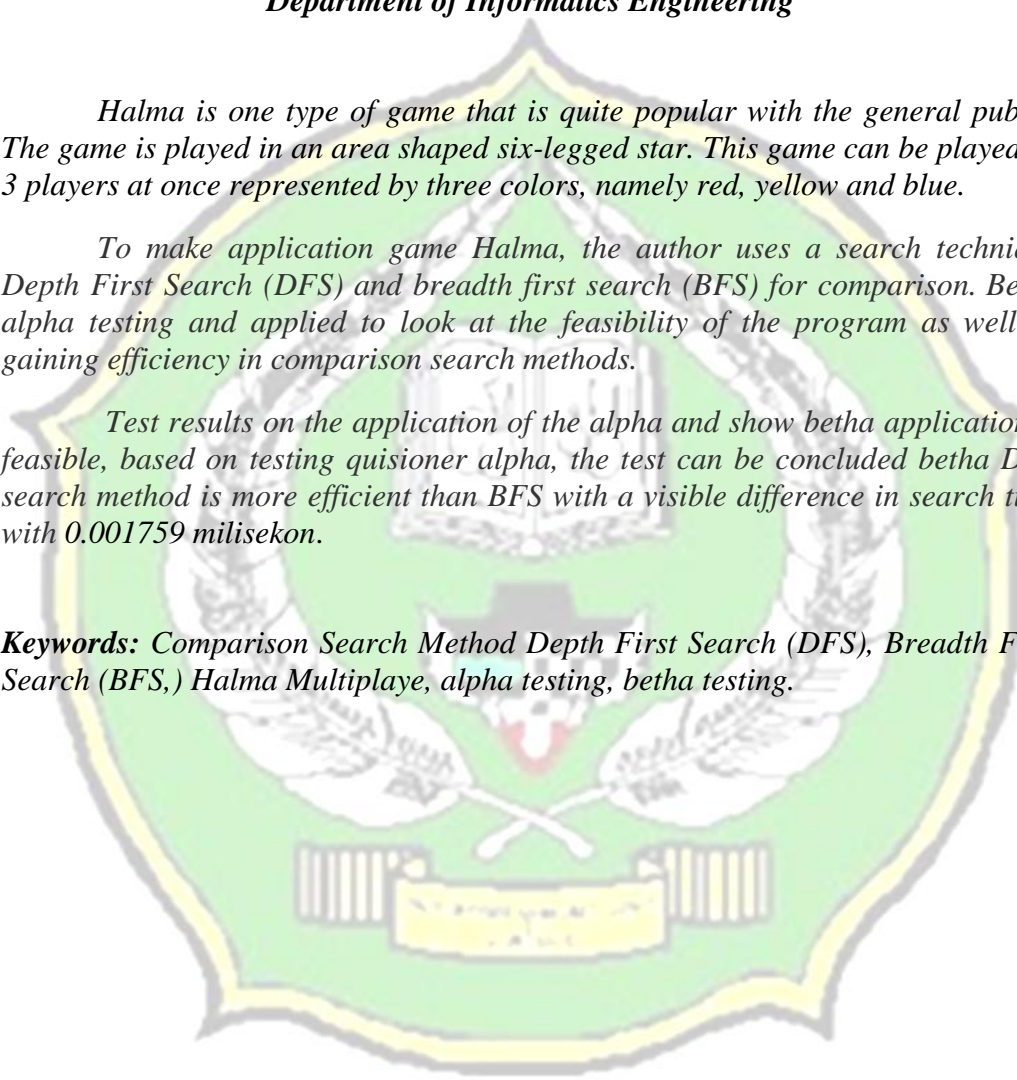 Department of Informatics Engineering
Halma is one type of game that is quite popular with the general pub
The game is played in an area shaped six-legged star. This game can be played
3 players at once represented by three colors, namely red, yellow and blue.
To make application game Halma, the author uses a search techni
Depth First Search (DFS) and breadth first search (BFS) for comparison. Be
alpha testing and applied to look at the feasibility of the program as well
gaining efficiency in comparison search methods.
Test results on the application of the alpha and show betha application
feasible, based on testing quisioner alpha, the test can be concluded betha D
search method is more efficient than BFS with a visible difference in search ti
with 0.001759 milisekon.
Keywords: Comparison Search Method Depth First Search (DFS), Breadth F
Search (BFS,) Halma Multiplaye, alpha testing, betha testing.